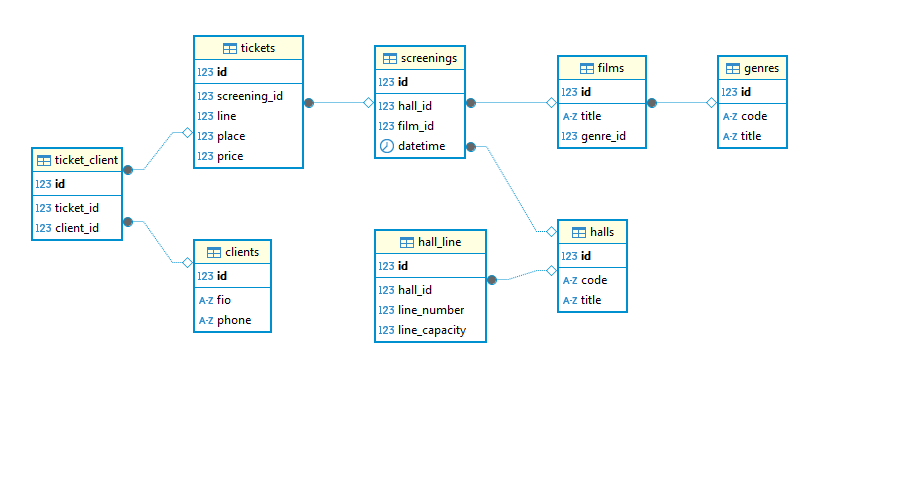 tickets
123 id
123 screening_id
123 line
123 place
123 price
screenings
123 id
123 hall_id
123 film_id
datetime
films
123 id
A-Z title
123 genre_id
genres
123 id
A-Z code
A-Z title
ticket_client
123 id
123 ticket_id
123 client_id
clients
123 id
A-Z fio
A-Z phone
hall_line
123 id
123 hall_id
123 line_number
123 line_capacity
halls
123 id
A-Z code
A-Z title